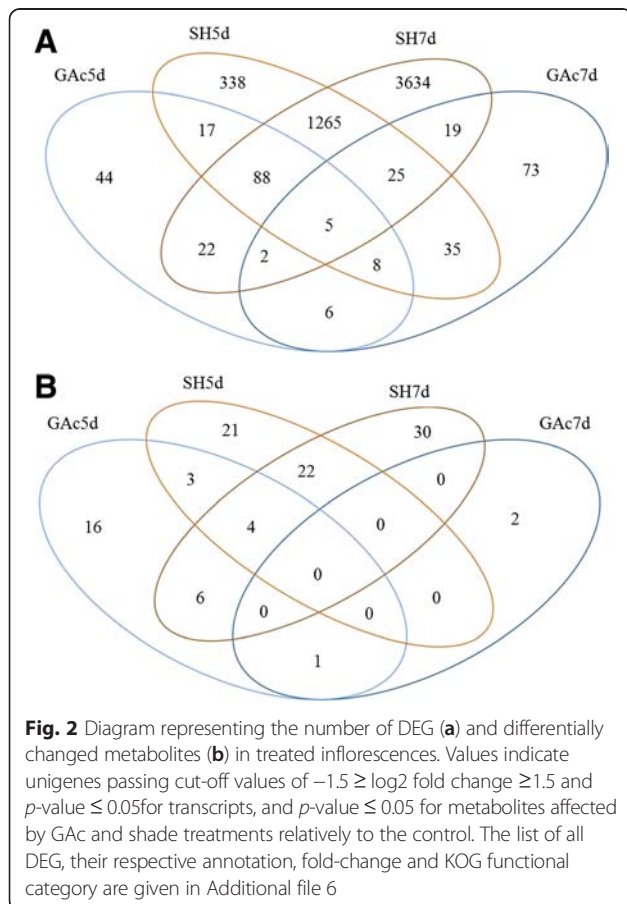 A
SH5d
SH7d
GAc5d
GAc7d
338
3634
17
1265
19
44
88
25
73
5
22
2
8
35
6
B
SH5d
SH7d
GAc5d
GAc7d
21
30
3
22
0
16
4
0
2
0
6
0
0
0
1
Fig. 2 Diagram representing the number of DEG (a) and differentially
changed metabolites (b) in treated inflorescences. Values indicate
unigenes passing cut-off values of −1.5 ≥ log2 fold change ≥1.5 and
p-value ≤ 0.05for transcripts, and p-value ≤ 0.05 for metabolites affected
by GAc and shade treatments relatively to the control. The list of all
DEG, their respective annotation, fold-change and KOG functional
category are given in Additional file 6